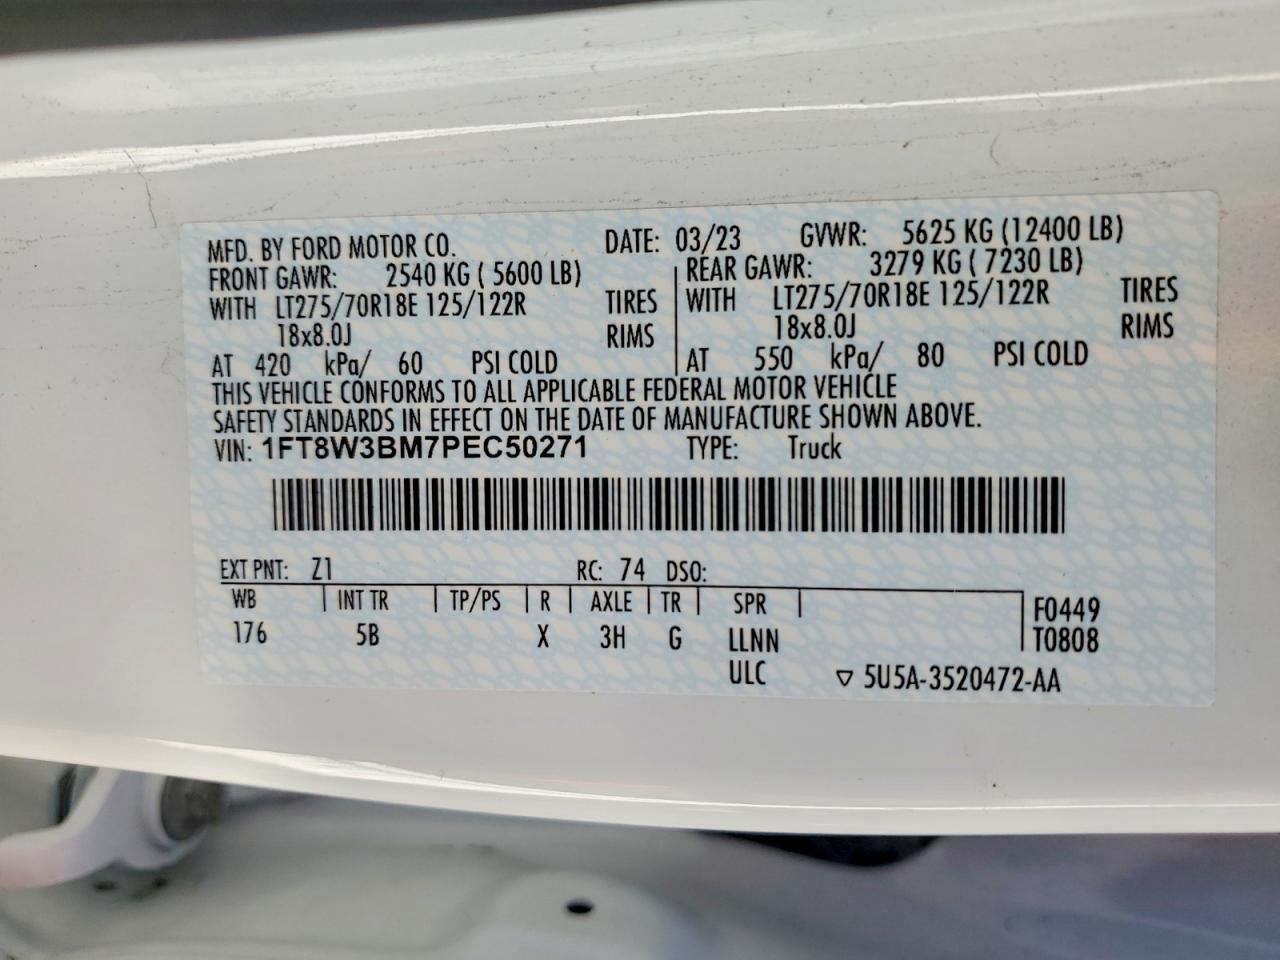 MFD. BY FORD MOTOR CO. DATE: 03/23 GVWR: 5625 KG (12400 LB)
FRONT GAWR: 2540 KG ( 5600 LB) REAR GAWR: 3279 KG ( 7230 LB)
WITH LT275/70R18E 125/122R TIRES WITH LT275/70R18E 125/122R TIRES
18x8.0J RIMS 18x8.0J RIMS
AT 420 kPa/ 60 PSI COLD AT 550 kPa/ 80 PSI COLD
THIS VEHICLE CONFORMS TO ALL APPLICABLE FEDERAL MOTOR VEHICLE
SAFETY STANDARDS IN EFFECT ON THE DATE OF MANUFACTURE SHOWN ABOVE.
VIN: 1FT8W3BM7PEC50271 TYPE: Truck
EXT PNT: Z1 RC: 74 DSO:
WB INT TR TP/PS R AXLE TR SPR F0449
176 5B X 3H G LLNN T0808
ULC ▽ 5U5A-3520472-AA